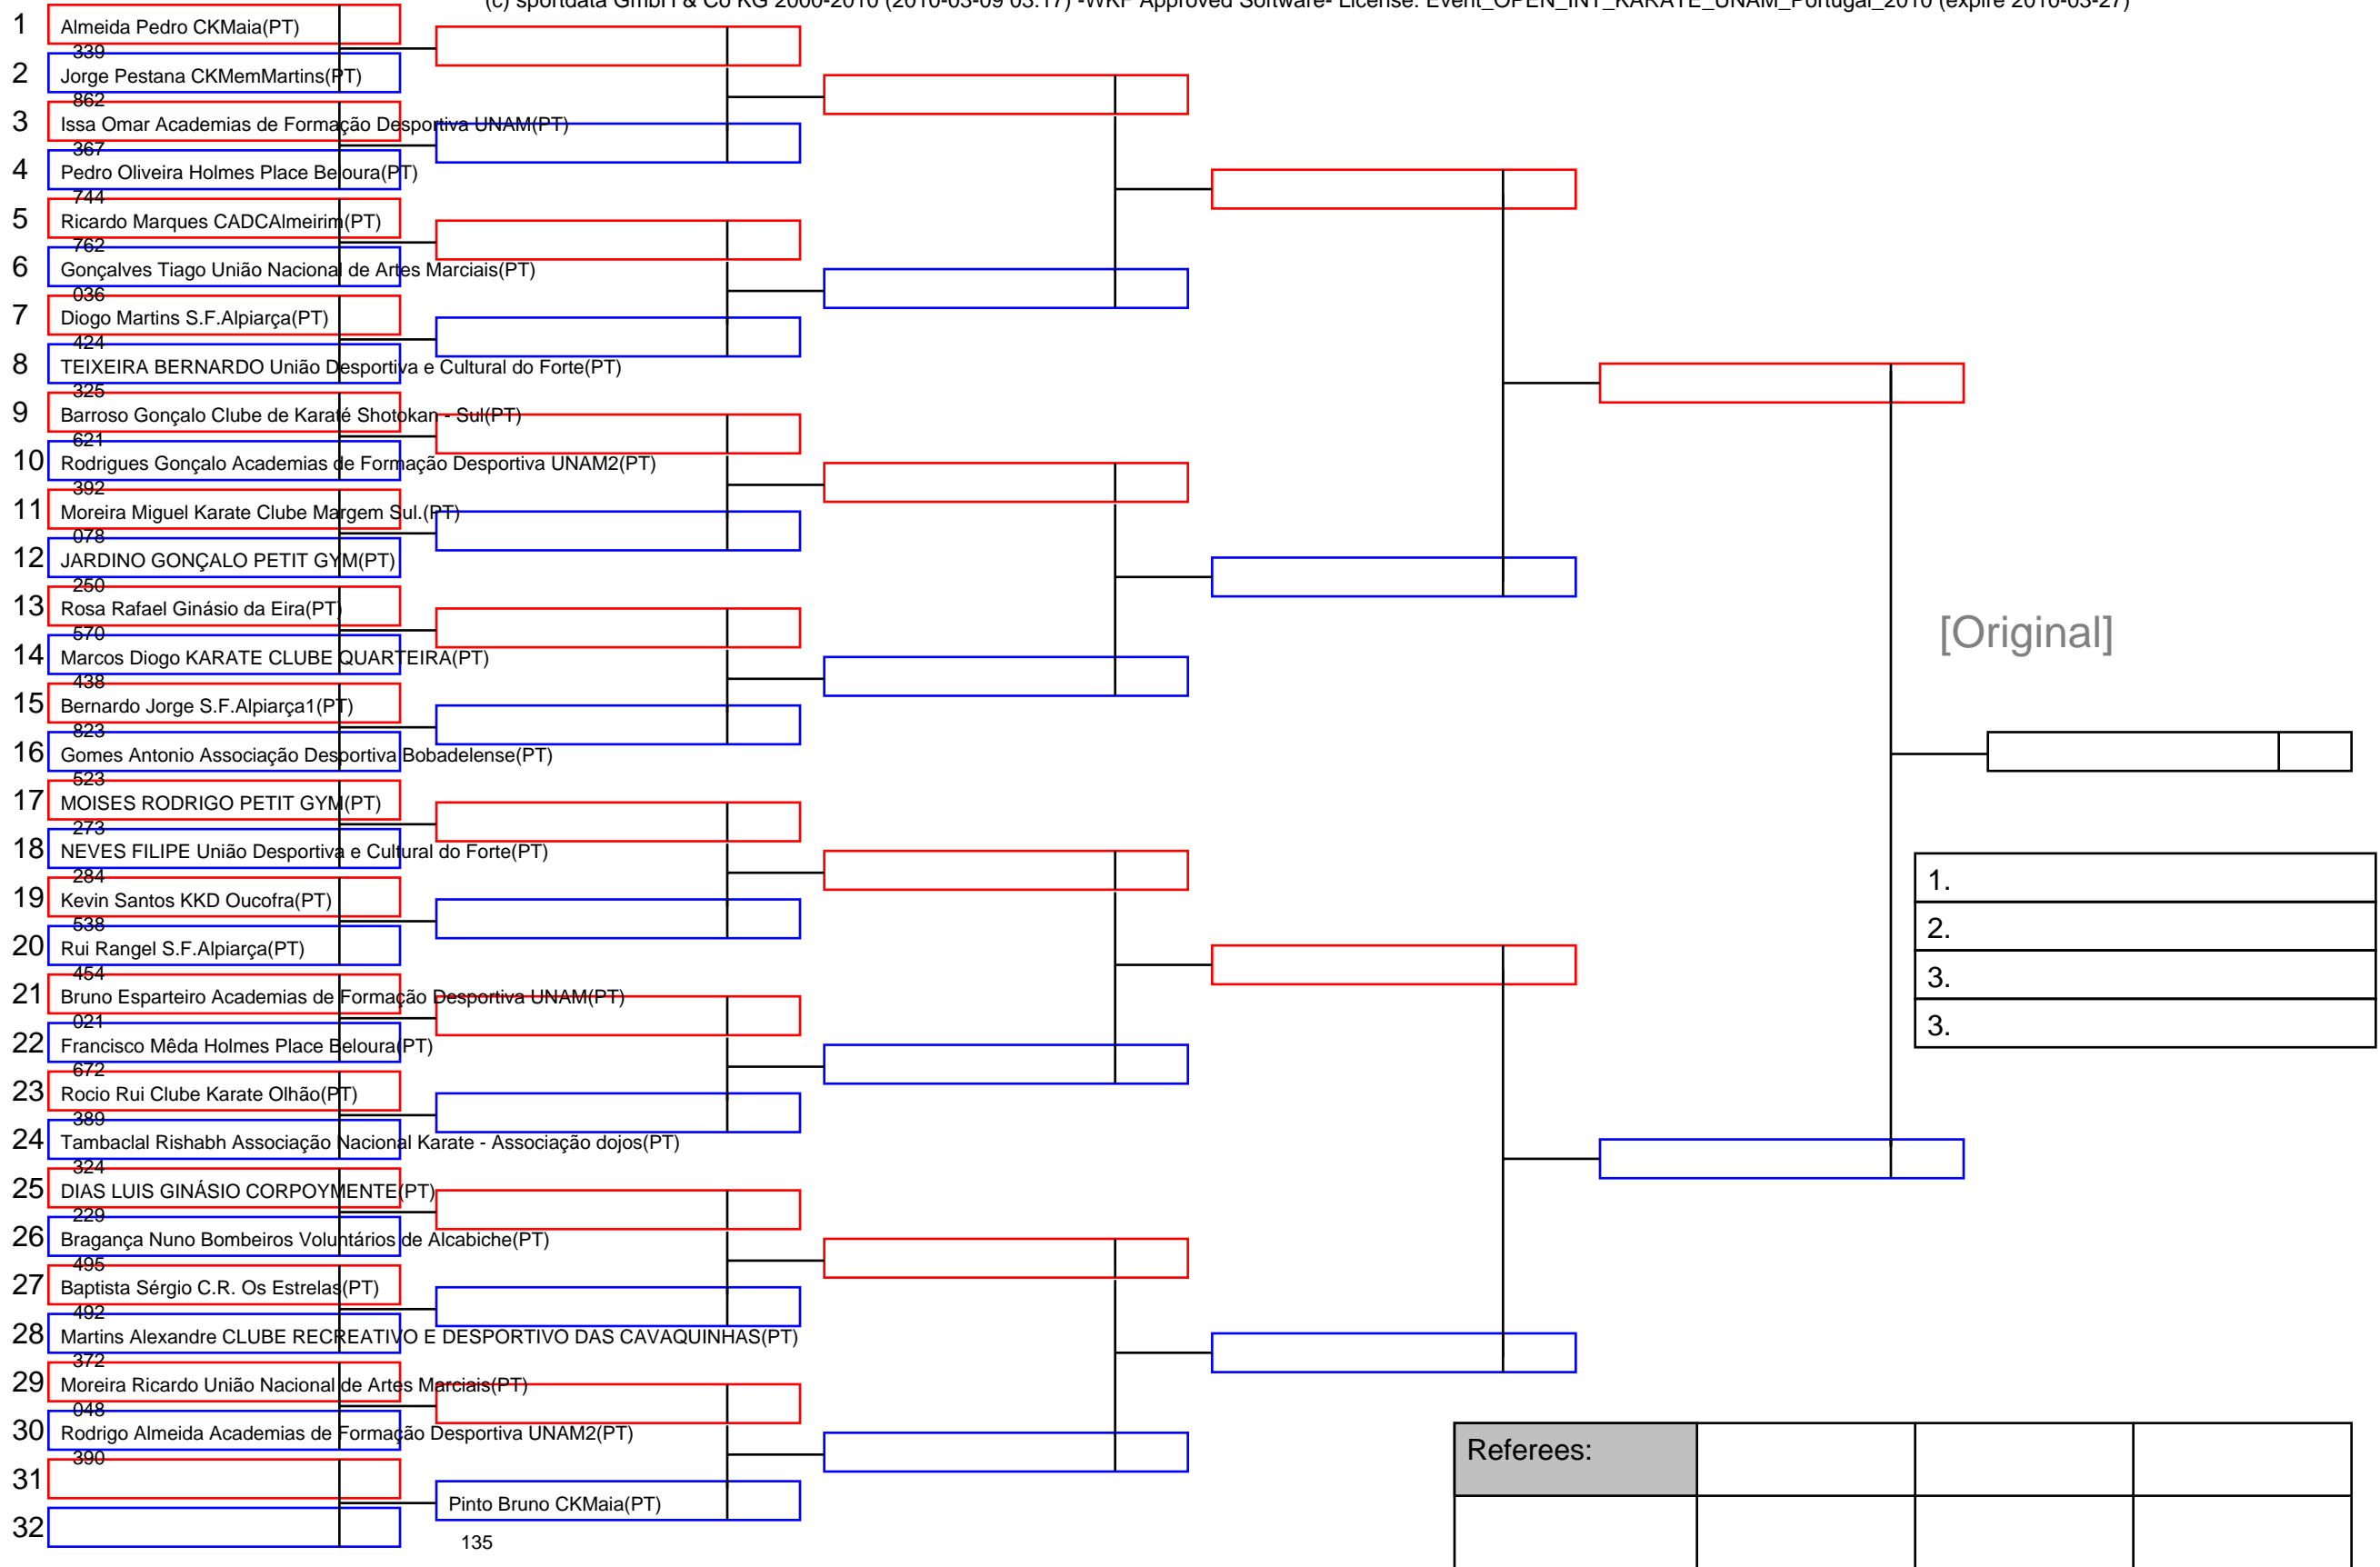 (c) sportdata GmbH & Co KG 2000-2010 (2010-03-09 03:17) -WKF Approved Software- License: Event_OPEN_INT_KARATE_UNAM_Portugal_2010 (expire 2010-03-27)
1 Almeida Pedro CKMaia(PT)
339
2 Jorge Pestana CKMemMartins(PT)
862
3 Issa Omar Academias de Formação Desportiva UNAM(PT)
367
4 Pedro Oliveira Holmes Place Beloura(PT)
744
5 Ricardo Marques CADCAlmeirim(PT)
762
6 Gonçalves Tiago União Nacional de Artes Marciais(PT)
036
7 Diogo Martins S.F.Alpiarça(PT)
424
8 TEIXEIRA BERNARDO União Desportiva e Cultural do Forte(PT)
325
9 Barroso Gonçalo Clube de Karaté Shotokan - Sul(PT)
621
10 Rodrigues Gonçalo Academias de Formação Desportiva UNAM2(PT)
392
11 Moreira Miguel Karate Clube Margem Sul.(PT)
078
12 JARDINO GONÇALO PETIT GYM(PT)
250
13 Rosa Rafael Ginásio da Eira(PT)
570
[Original]
14 Marcos Diogo KARATE CLUBE QUARTEIRA(PT)
438
15 Bernardo Jorge S.F.Alpiarça1(PT)
823
16 Gomes Antonio Associação Desportiva Bobadelense(PT)
523
17 MOISES RODRIGO PETIT GYM(PT)
273
18 NEVES FILIPE União Desportiva e Cultural do Forte(PT)
284
19 Kevin Santos KKD Oucofra(PT)
538
20 Rui Rangel S.F.Alpiarça(PT)
454
21 Bruno Esparteiro Academias de Formação Desportiva UNAM(PT)
021
22 Francisco Mêda Holmes Place Beloura(PT)
672
23 Rocio Rui Clube Karate Olhão(PT)
389
24 Tambaclal Rishabh Associação Nacional Karate - Associação dojos(PT)
324
25 DIAS LUIS GINÁSIO CORPOYMENTE(PT)
229
26 Bragança Nuno Bombeiros Voluntários de Alcabiche(PT)
495
27 Baptista Sérgio C.R. Os Estrelas(PT)
492
28 Martins Alexandre CLUBE RECREATIVO E DESPORTIVO DAS CAVAQUINHAS(PT)
372
29 Moreira Ricardo União Nacional de Artes Marciais(PT)
048
30 Rodrigo Almeida Academias de Formação Desportiva UNAM2(PT)
390
31
Pinto Bruno CKMaia(PT)
32
135
1.
2.
3.
3.
Referees: